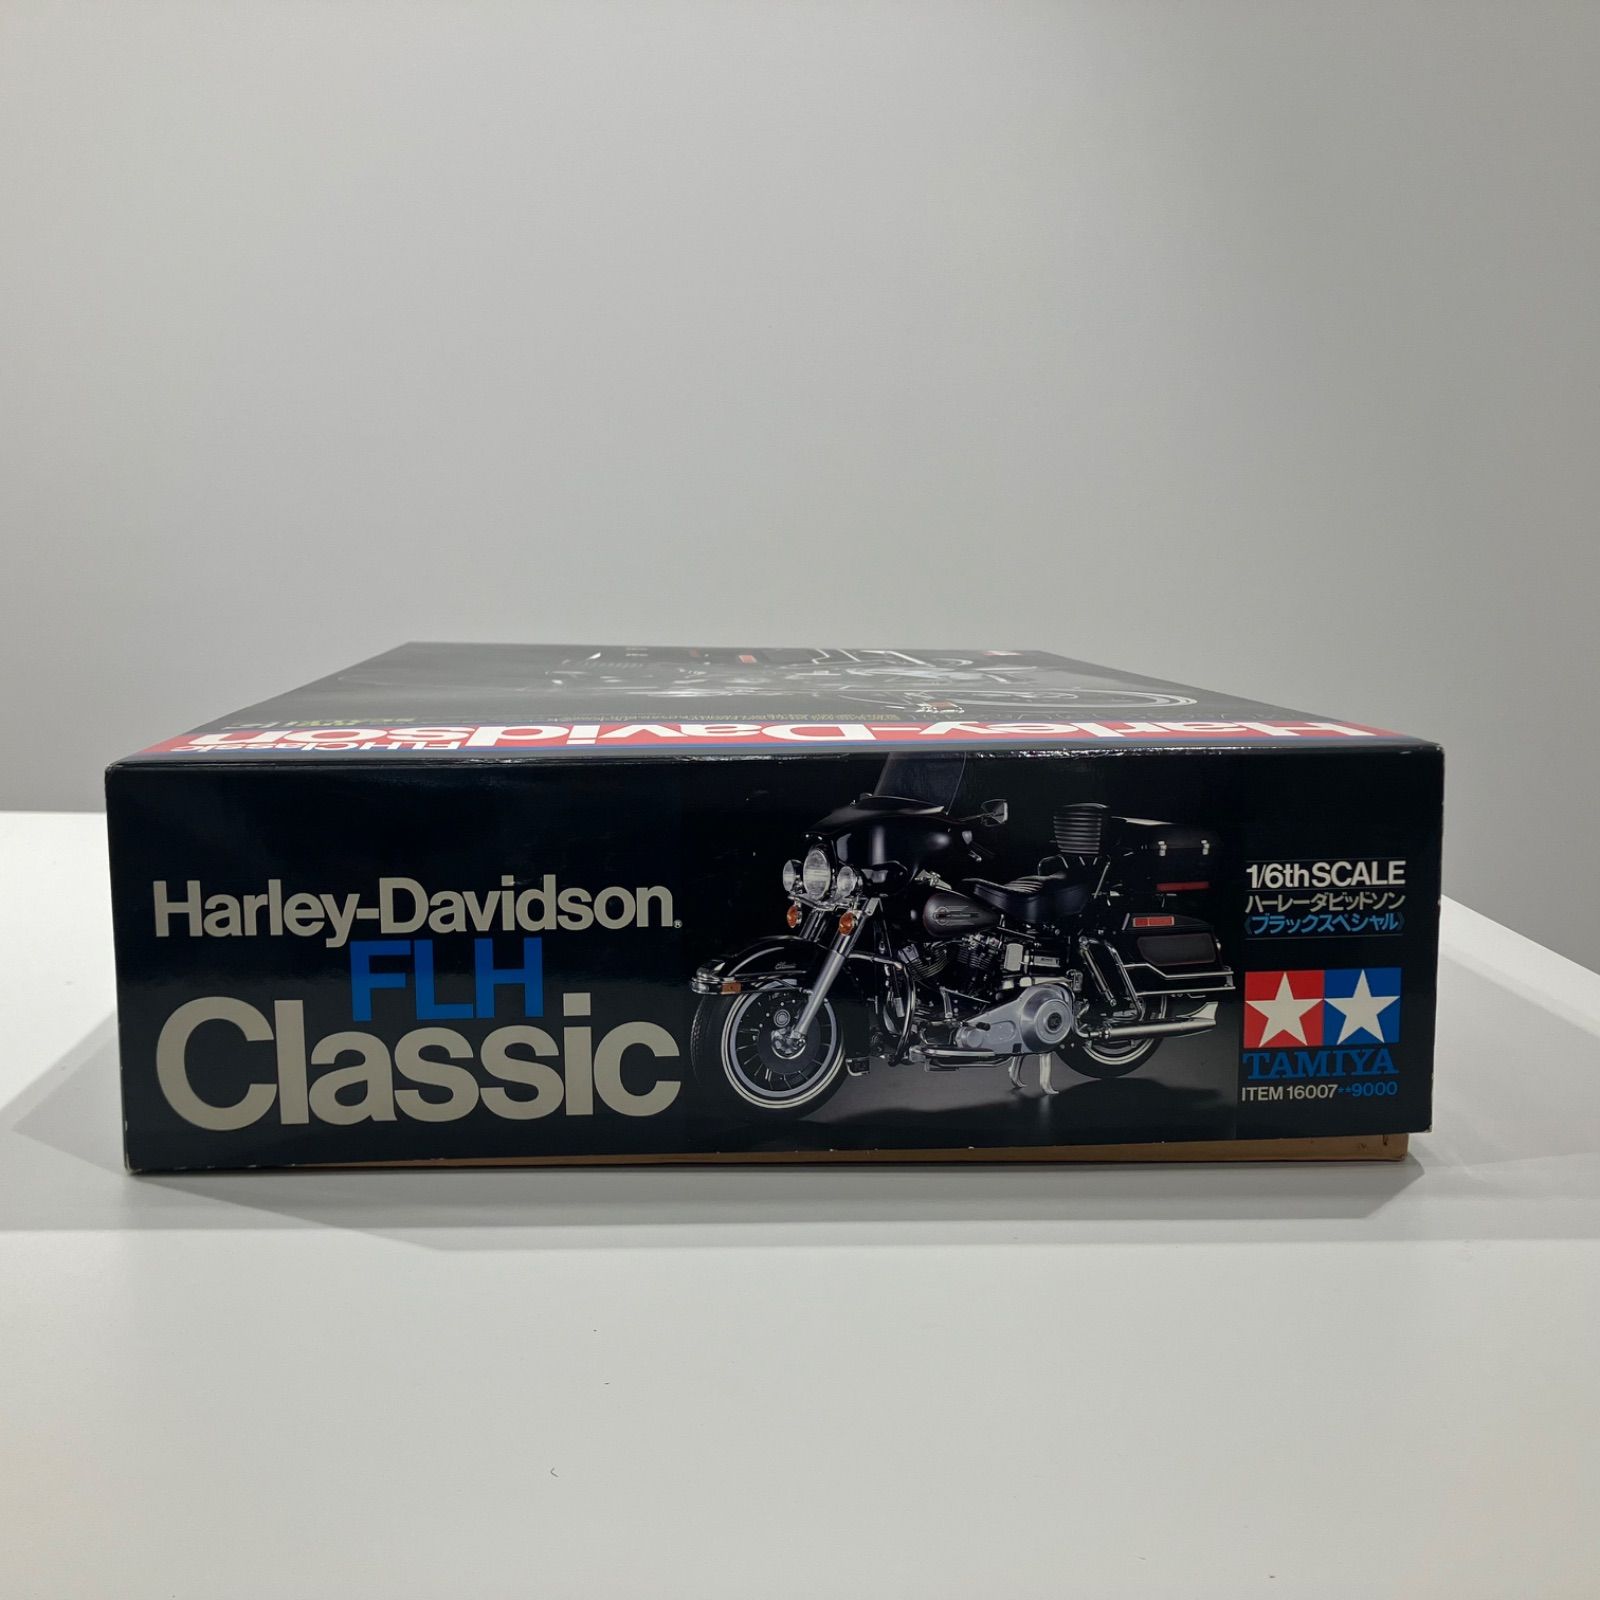 Harley-Davidson
FLH Classic
Harley-Davidson®
FLH
Classic
1/6th SCALE
ハーレーダビッドソン
《ブラックスペシャル》
TAMIYA
ITEM 16007**9000